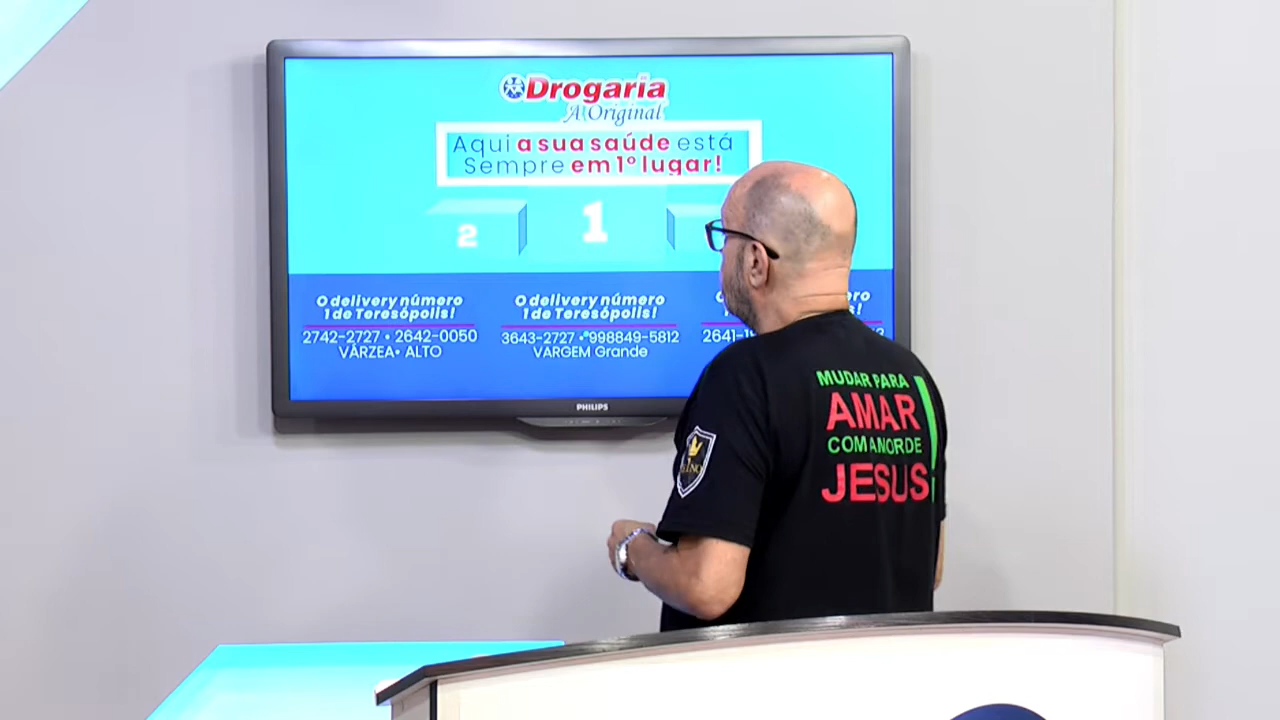 Drogaria
A Original
Aqui a sua saúde está
Sempre em 1º lugar!
2
1
O delivery número
1 de Teresópolis!
2742-2727 • 2642-0050
VÁRZEA• ALTO
O delivery número
1 de Teresópolis!
3643-2727 •998849-5812
VARGEM Grande
PHILIPS
MUDAR PARA
AMAR
COM AMOR DE
JESUS!